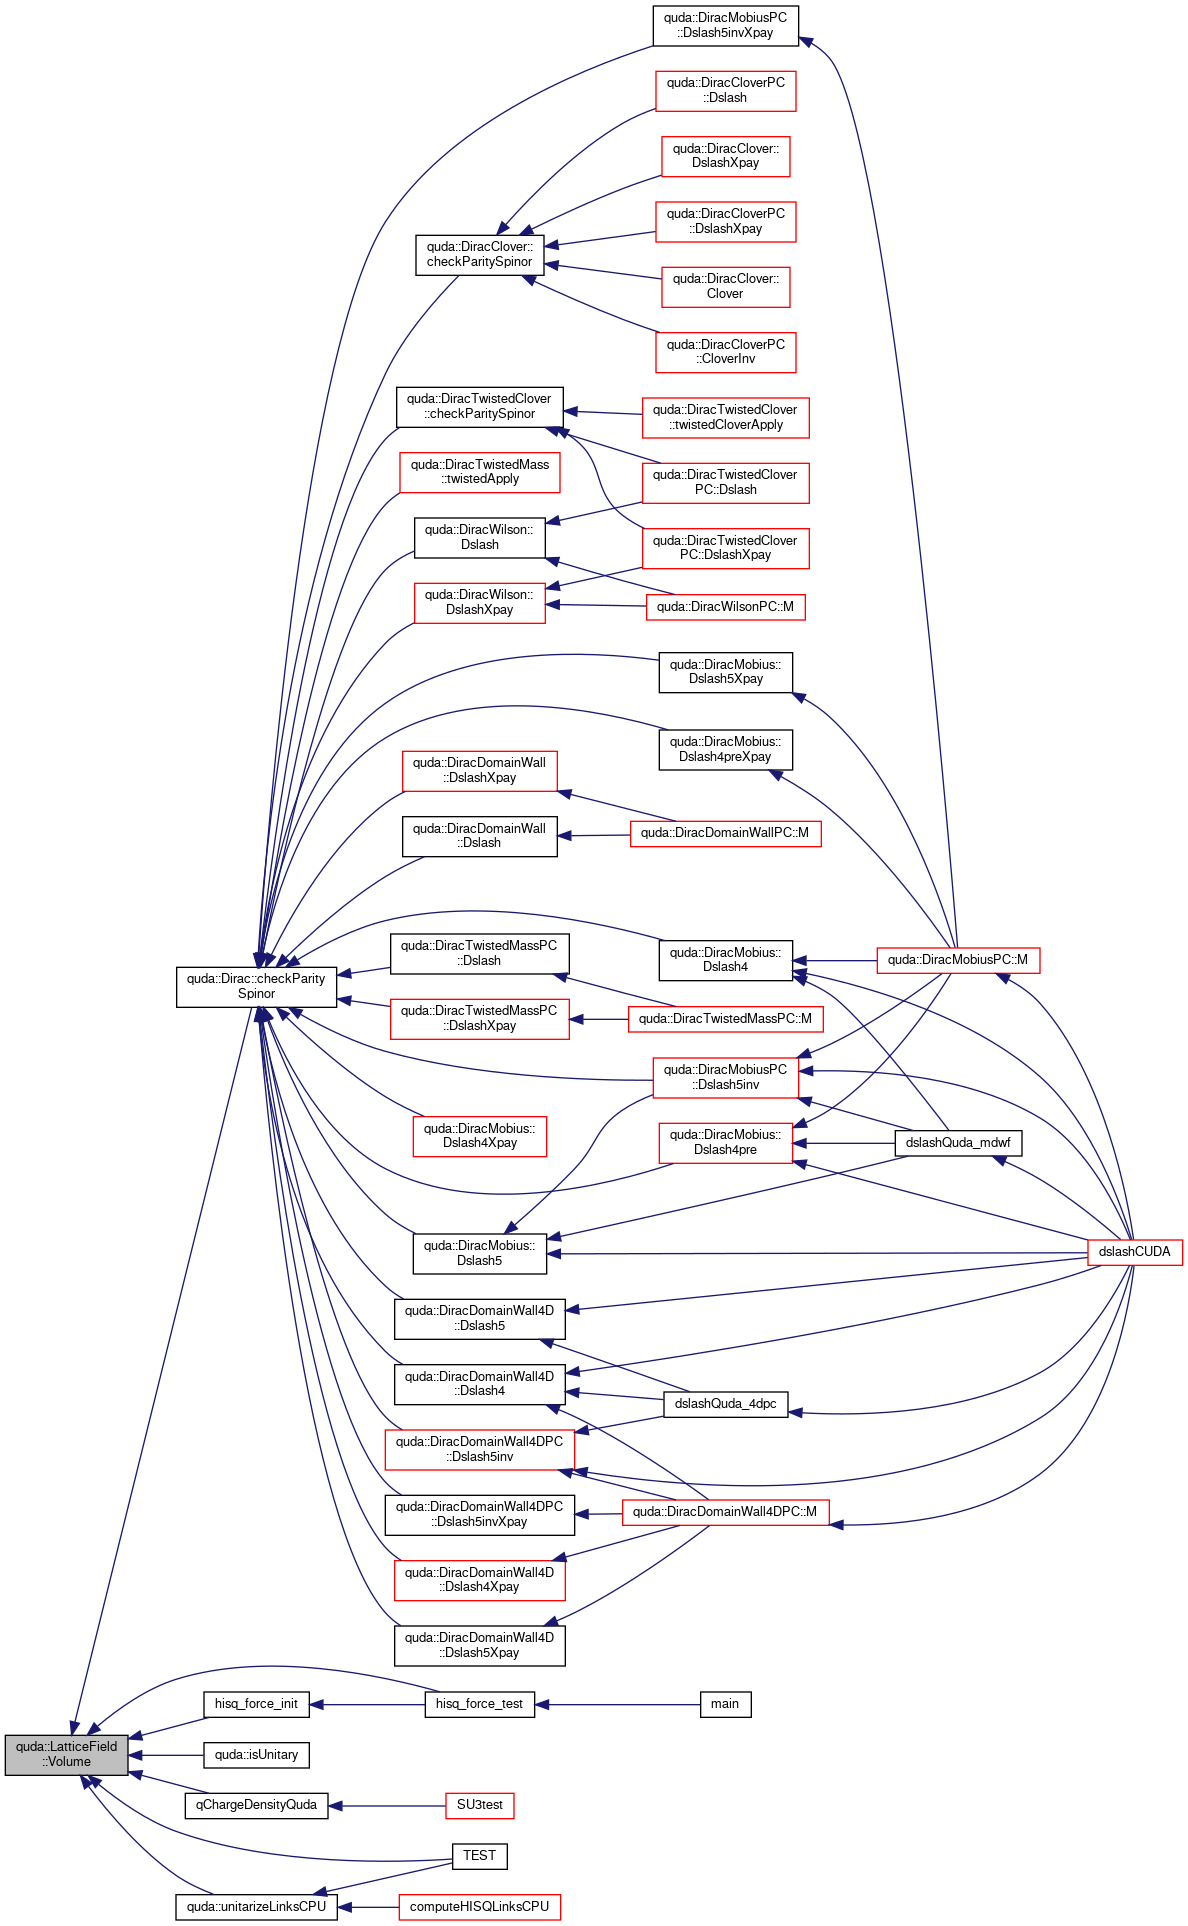 quda::DiracMobiusPC
::Dslash5invXpay
quda::DiracCloverPC
::Dslash
quda::DiracClover::
DslashXpay
quda::DiracCloverPC
::DslashXpay
quda::DiracClover::
checkParitySpinor
quda::DiracClover::
Clover
quda::DiracCloverPC
::CloverInv
quda::DiracTwistedClover
::checkParitySpinor
quda::DiracTwistedClover
::twistedCloverApply
quda::DiracTwistedMass
::twistedApply
quda::DiracTwistedClover
PC::Dslash
quda::DiracWilson::
Dslash
quda::DiracTwistedClover
PC::DslashXpay
quda::DiracWilson::
DslashXpay
quda::DiracWilsonPC::M
quda::DiracMobius::
Dslash5Xpay
quda::DiracMobius::
Dslash4preXpay
quda::DiracDomainWall
::DslashXpay
quda::DiracDomainWall
::Dslash
quda::DiracDomainWallPC::M
quda::DiracTwistedMassPC
::Dslash
quda::DiracMobius::
Dslash4
quda::DiracMobiusPC::M
quda::Dirac::checkParity
Spinor
quda::DiracTwistedMassPC
::DslashXpay
quda::DiracTwistedMassPC::M
quda::DiracMobiusPC
::Dslash5inv
quda::DiracMobius::
Dslash4Xpay
quda::DiracMobius::
Dslash4pre
dslashQuda_mdwf
quda::DiracMobius::
Dslash5
dslashCUDA
quda::DiracDomainWall4D
::Dslash5
quda::DiracDomainWall4D
::Dslash4
dslashQuda_4dpc
quda::DiracDomainWall4DPC
::Dslash5inv
quda::DiracDomainWall4DPC
::Dslash5invXpay
quda::DiracDomainWall4DPC::M
quda::DiracDomainWall4D
::Dslash4Xpay
quda::DiracDomainWall4D
::Dslash5Xpay
hisq_force_init
hisq_force_test
main
quda::LatticeField
::Volume
quda::isUnitary
qChargeDensityQuda
SU3test
TEST
quda::unitarizeLinksCPU
computeHISQLinksCPU